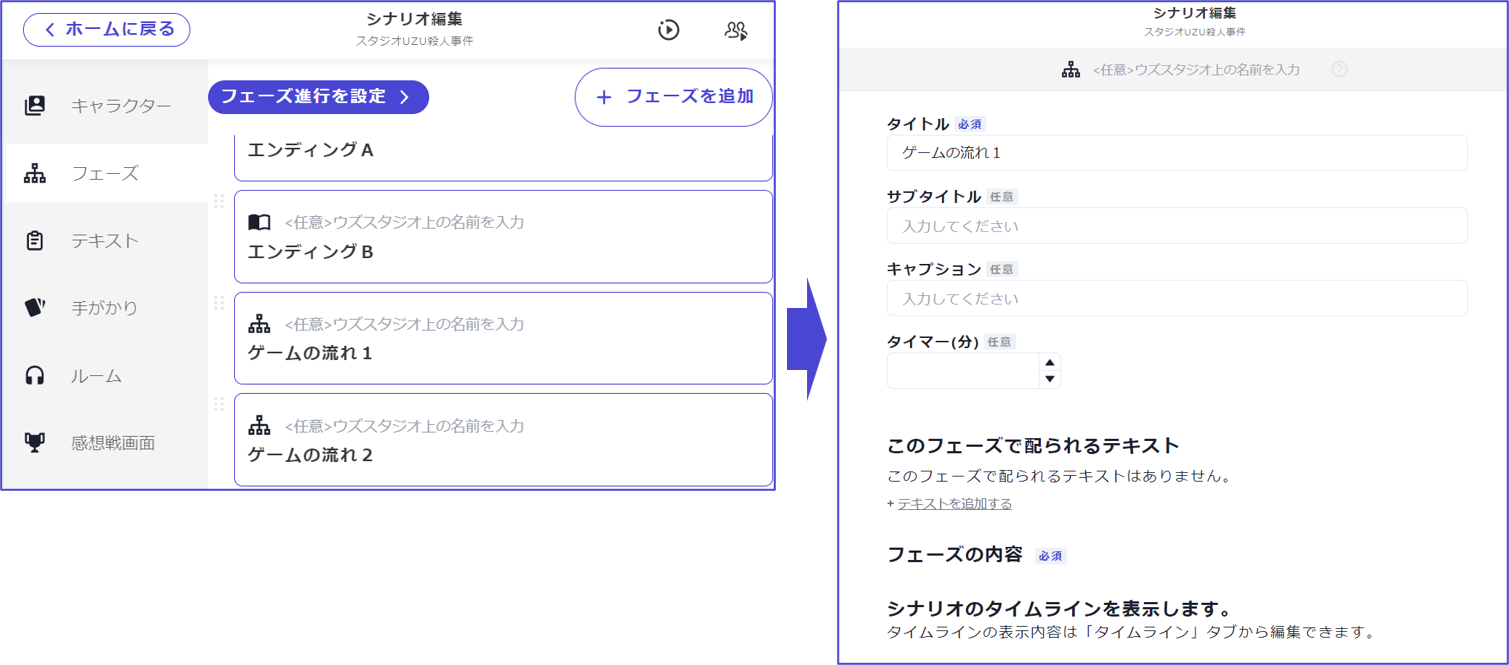 ホームに戻る
シナリオ編集
スタジオUZU殺人事件
キャラクター
フェーズ
テキスト
手がかり
ルーム
感想戦画面
フェーズ進行を設定
+ フェーズを追加
エンディングA
<任意>ウズスタジオ上の名前を入力
エンディングB
<任意>ウズスタジオ上の名前を入力
ゲームの流れ1
<任意>ウズスタジオ上の名前を入力
ゲームの流れ2
シナリオ編集
スタジオUZU殺人事件
<任意>ウズスタジオ上の名前を入力 ?
タイトル 必須
ゲームの流れ1
サブタイトル 任意
入力してください
キャプション 任意
入力してください
タイマー(分) 任意
このフェーズで配られるテキスト
このフェーズで配られるテキストはありません。
+ テキストを追加する
フェーズの内容 必須
シナリオのタイムラインを表示します。
タイムラインの表示内容は「タイムライン」タブから編集できます。